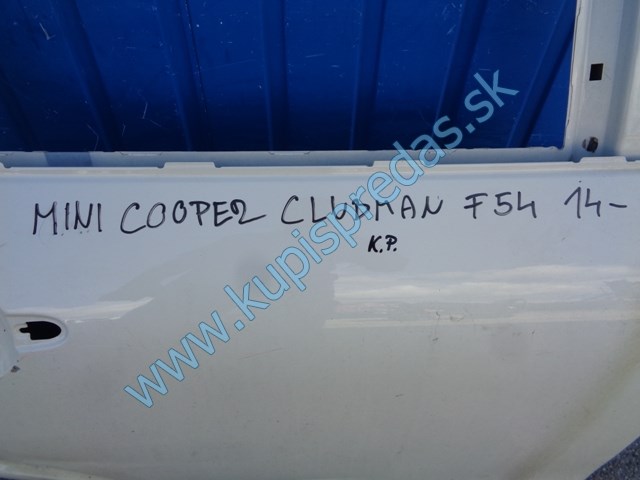 MINI COOPER CLUBMAN F54 14-
K.P.
www.kupispredas.sk